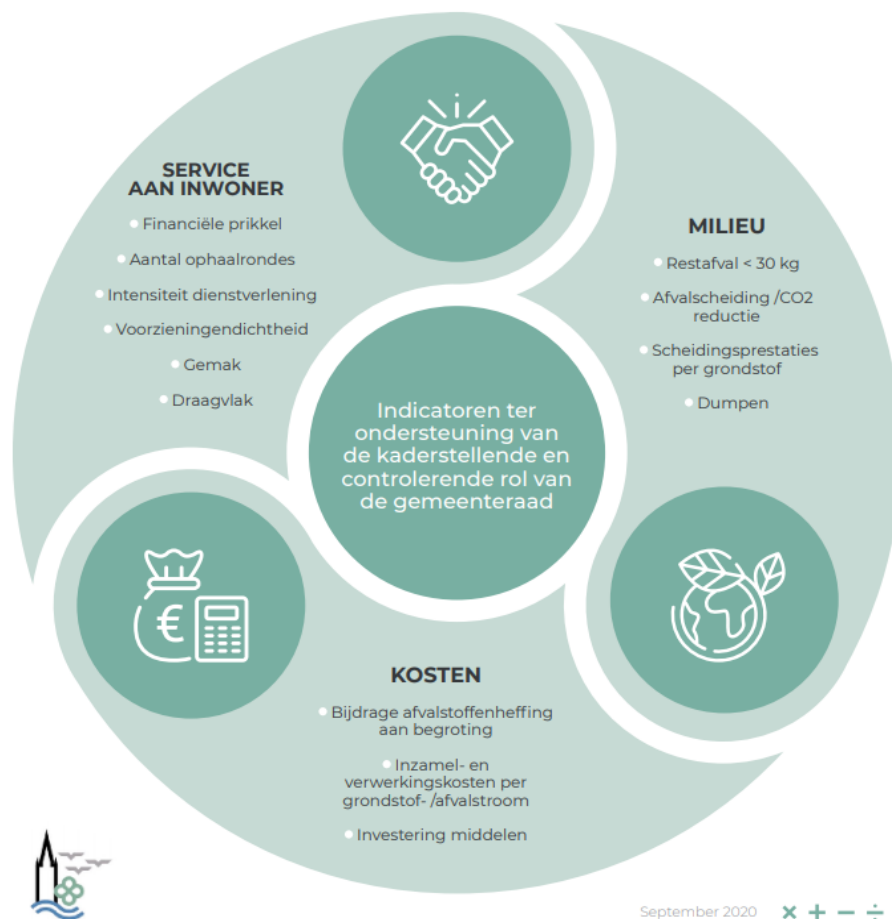 SERVICE
AAN INWONER
Financiële prikkel
Aantal ophaalrondes
Intensiteit dienstverlening
Voorzieningendichtheid
Gemak
Draagvlak
MILIEU
Restafval < 30 kg
Afvalscheiding /CO2
reductie
Scheidingsprestaties
per grondstof
Dumpen
Indicatoren ter
ondersteuning van
de kaderstellende en
controlerende rol van
de gemeenteraad
€
KOSTEN
Bijdrage afvalstoffenheffing
aan begroting
Inzamel- en
verwerkingskosten per
grondstof- /afvalstroom
Investering middelen
September 2020 × + − ÷